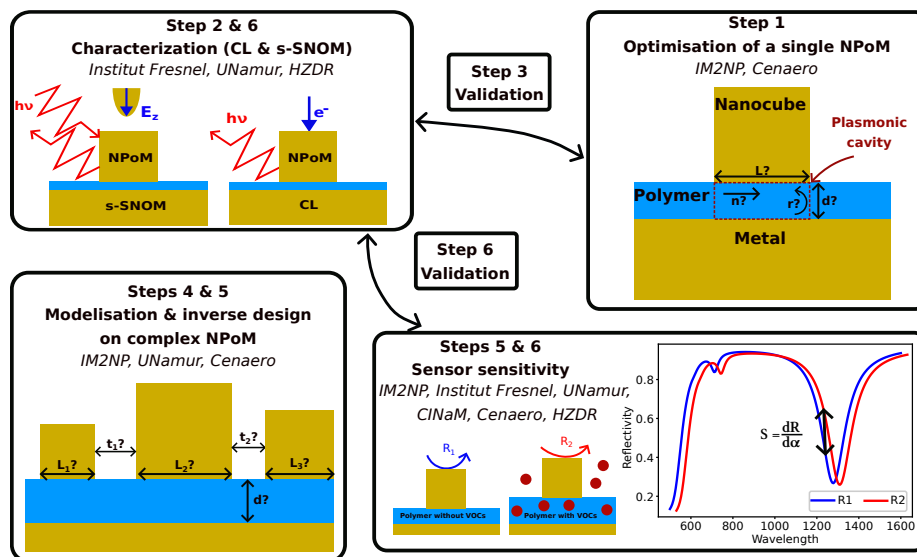 Step 2 & 6
Characterization (CL & s-SNOM)
Institut Fresnel, UNamur, HZDR
hν
E_z
NPoM
s-SNOM
hν
e⁻
NPoM
CL
Step 3
Validation
Step 1
Optimisation of a single NPoM
IM2NP, Cenaero
Nanocube
Plasmonic
cavity
L?
Polymer
n?
r?
d?
Metal
Step 6
Validation
Steps 4 & 5
Modelisation & inverse design
on complex NPoM
IM2NP, UNamur, Cenaero
t₁?
t₂?
L₁?
L₂?
L₃?
d?
Steps 5 & 6
Sensor sensitivity
IM2NP, Institut Fresnel, UNamur,
CINaM, Cenaero, HZDR
R₁
R₂
Polymer without VOCs
Polymer with VOCs
Reflectivity
0.8
0.6
0.4
0.2
S = dR/dα
R1
R2
600 800 1000 1200 1400 1600
Wavelength